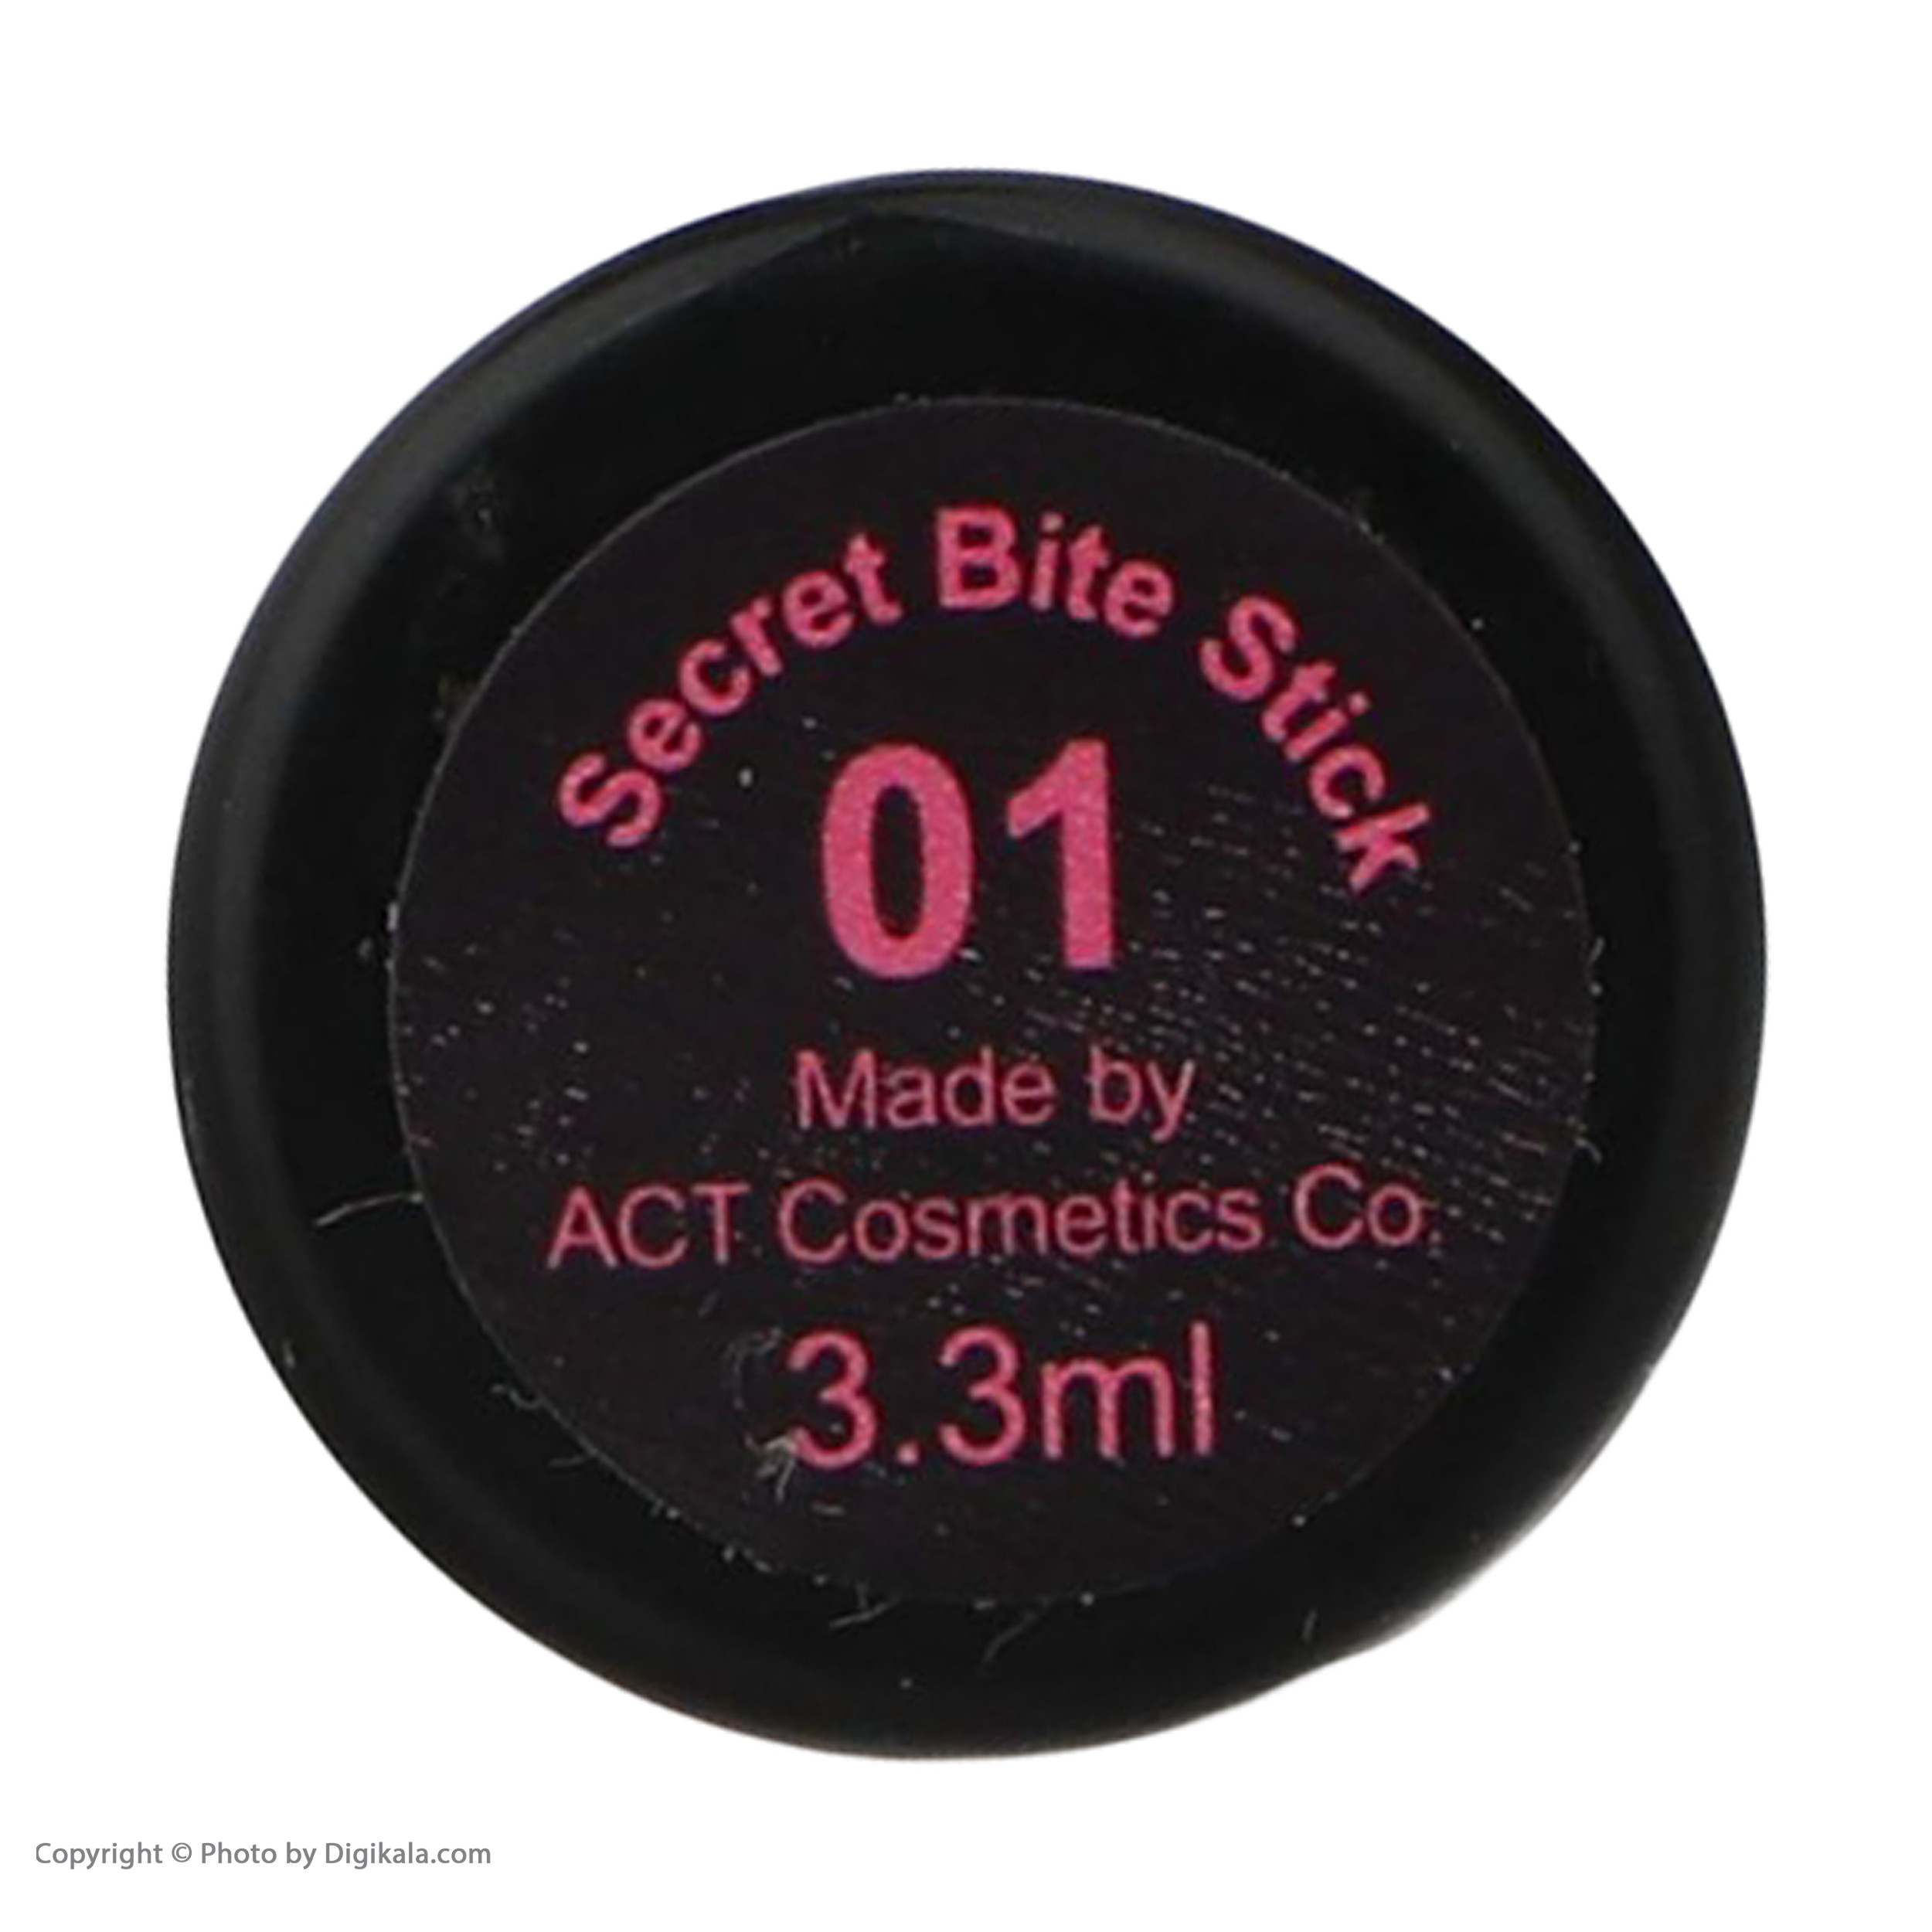 Secret Bite Stick
01
Made by
ACT Cosmetics Co.
3.3ml
Copyright © Photo by Digikala.com